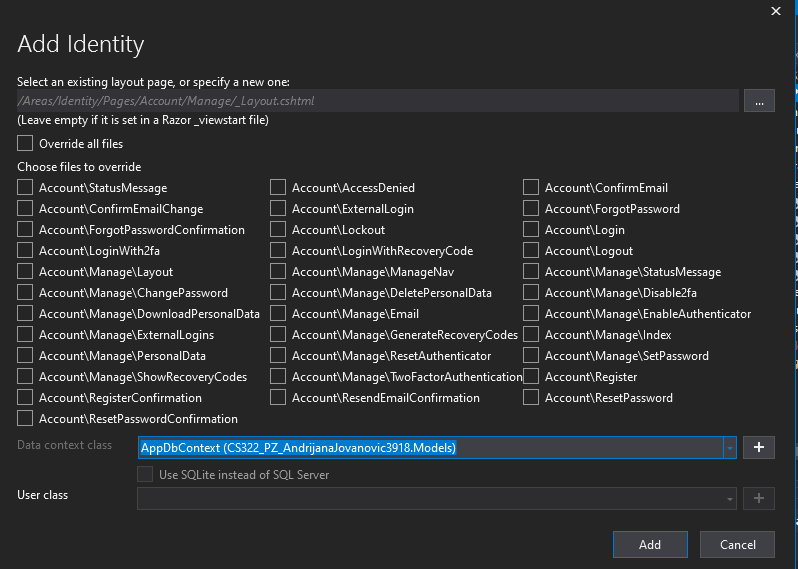 Add Identity
Select an existing layout page, or specify a new one:
/Areas/Identity/Pages/Account/Manage/_Layout.cshtml
...
(Leave empty if it is set in a Razor _viewstart file)
Override all files
Choose files to override
Account\StatusMessage Account\AccessDenied Account\ConfirmEmail
Account\ConfirmEmailChange Account\ExternalLogin Account\ForgotPassword
Account\ForgotPasswordConfirmation Account\Lockout Account\Login
Account\LoginWith2fa Account\LoginWithRecoveryCode Account\Logout
Account\Manage\Layout Account\Manage\ManageNav Account\Manage\StatusMessage
Account\Manage\ChangePassword Account\Manage\DeletePersonalData Account\Manage\Disable2fa
Account\Manage\DownloadPersonalData Account\Manage\Email Account\Manage\EnableAuthenticator
Account\Manage\ExternalLogins Account\Manage\GenerateRecoveryCodes Account\Manage\Index
Account\Manage\PersonalData Account\Manage\ResetAuthenticator Account\Manage\SetPassword
Account\Manage\ShowRecoveryCodes Account\Manage\TwoFactorAuthentication Account\Register
Account\RegisterConfirmation Account\ResendEmailConfirmation Account\ResetPassword
Account\ResetPasswordConfirmation
Data context class AppDbContext (CS322_PZ_AndrijanaJovanovic3918.Models)
Use SQLite instead of SQL Server
User class
Add Cancel